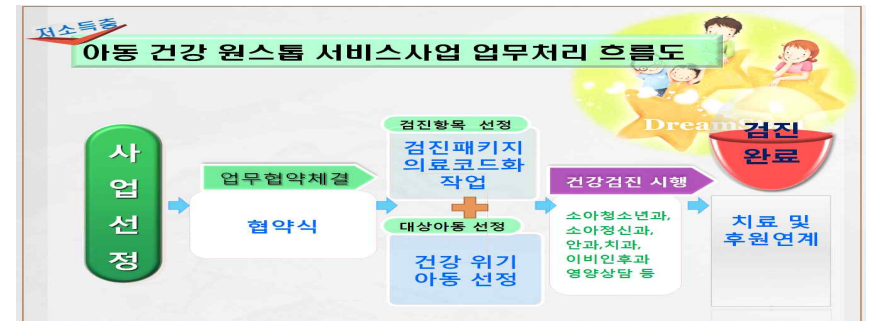 저소득층
아동 건강 원스톱 서비스사업 업무처리 흐름도
사
업
선
정
업무협약체결
협약식
검진항목 선정
검진패키지
의료코드화
작업
대상아동 선정
건강 위기
아동 선정
건강검진 시행
소아청소년과,
소아정신과,
안과,치과,
이비인후과
영양상담 등
검진
완료
치료 및
후원연계